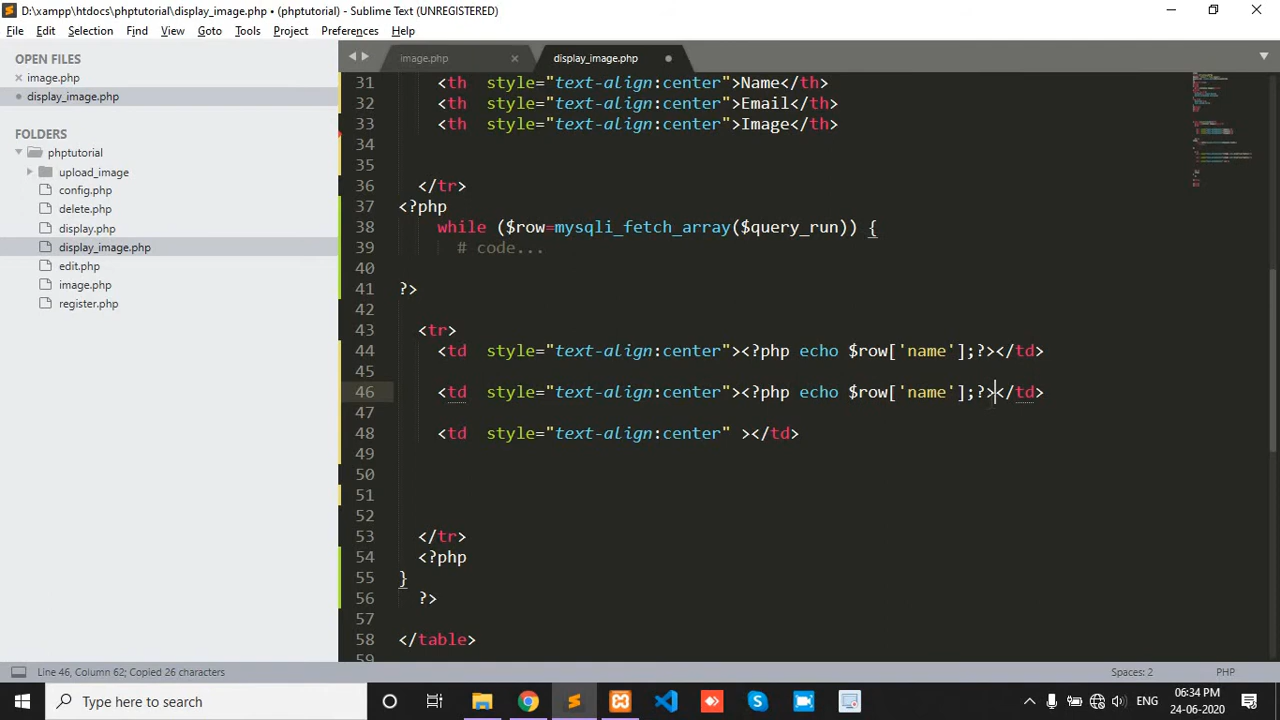 D:\xampp\htdocs\phptutorial\display_image.php • (phptutorial) - Sublime Text (UNREGISTERED)
File Edit Selection Find View Goto Tools Project Preferences Help
OPEN FILES
image.php
display_image.php
FOLDERS
phptutorial
upload_image
config.php
delete.php
display.php
display_image.php
edit.php
image.php
register.php
image.php display_image.php
31 <th style="text-align:center">Name</th>
32 <th style="text-align:center">Email</th>
33 <th style="text-align:center">Image</th>
34
35
36 </tr>
37 <?php
38 while ($row=mysqli_fetch_array($query_run)) {
39 # code...
40
41 ?>
42
43 <tr>
44 <td style="text-align:center"><?php echo $row['name'];?></td>
45
46 <td style="text-align:center"><?php echo $row['name'];?></td>
47
48 <td style="text-align:center" ></td>
49
50
51
52
53 </tr>
54 <?php
55 }
56 ?>
57
58 </table>
59
Line 46, Column 62; Copied 26 characters
Spaces: 2 PHP
Type here to search
ENG
06:34 PM
24-06-2020